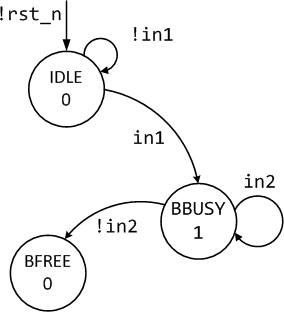 !rst_n
!in1
IDLE
0
in1
in2
BBUSY
1
!in2
BFREE
0